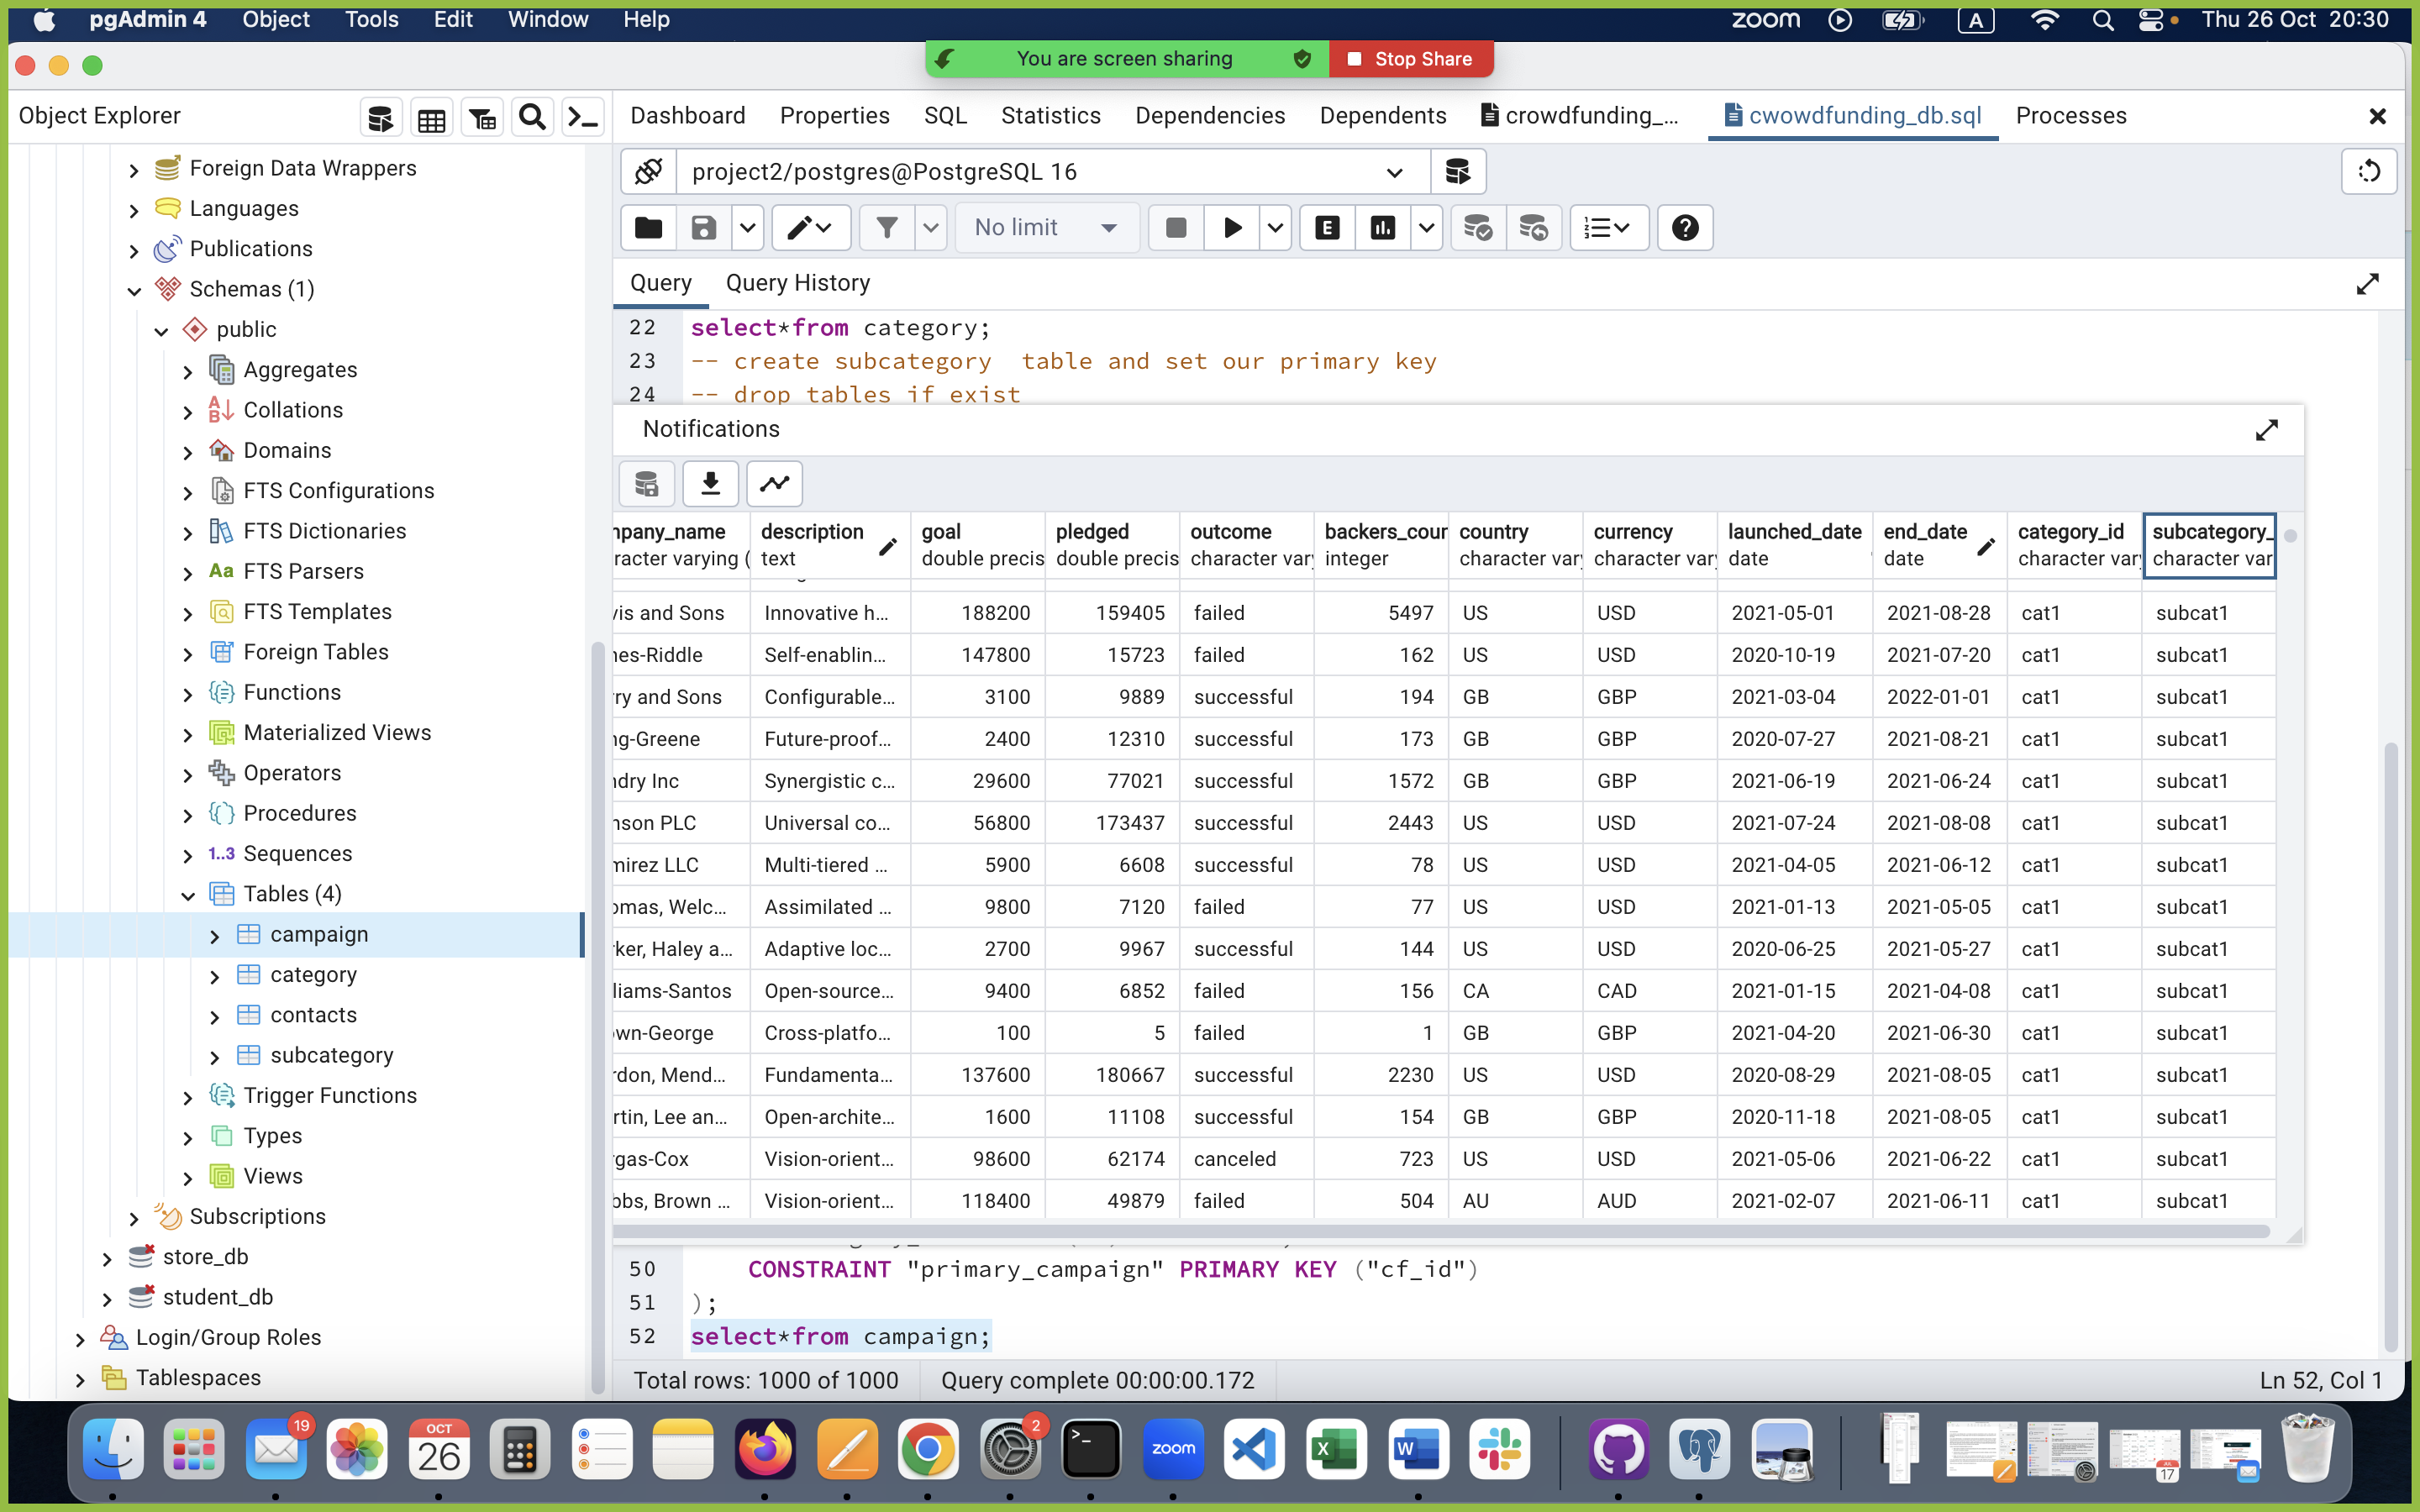 pgAdmin 4 Object Tools Edit Window Help zoom A Thu 26 Oct 20:30
You are screen sharing Stop Share
Object Explorer
Dashboard Properties SQL Statistics Dependencies Dependents crowdfunding_... cwowdfunding_db.sql Processes
Foreign Data Wrappers
Languages
Publications
Schemas (1)
public
Aggregates
Collations
Domains
FTS Configurations
FTS Dictionaries
Aa FTS Parsers
FTS Templates
Foreign Tables
Functions
Materialized Views
Operators
Procedures
1..3 Sequences
Tables (4)
campaign
category
contacts
subcategory
Trigger Functions
Types
Views
Subscriptions
store_db
student_db
Login/Group Roles
Tablespaces
project2/postgres@PostgreSQL 16
No limit E
Query Query History
22 select*from category;
23 -- create subcategory  table and set our primary key
24 -- drop tables if exist
Notifications
npany_name description goal pledged outcome backers_cour country currency launched_date end_date category_id subcategory_
racter varying ( text double precis double precis character vary integer character vary character vary date date character vary character var
vis and Sons Innovative h... 188200 159405 failed 5497 US USD 2021-05-01 2021-08-28 cat1 subcat1
nes-Riddle Self-enablin... 147800 15723 failed 162 US USD 2020-10-19 2021-07-20 cat1 subcat1
ry and Sons Configurable... 3100 9889 successful 194 GB GBP 2021-03-04 2022-01-01 cat1 subcat1
ng-Greene Future-proof... 2400 12310 successful 173 GB GBP 2020-07-27 2021-08-21 cat1 subcat1
ndry Inc Synergistic c... 29600 77021 successful 1572 GB GBP 2021-06-19 2021-06-24 cat1 subcat1
nson PLC Universal co... 56800 173437 successful 2443 US USD 2021-07-24 2021-08-08 cat1 subcat1
mirez LLC Multi-tiered ... 5900 6608 successful 78 US USD 2021-04-05 2021-06-12 cat1 subcat1
omas, Welc... Assimilated ... 9800 7120 failed 77 US USD 2021-01-13 2021-05-05 cat1 subcat1
ker, Haley a... Adaptive loc... 2700 9967 successful 144 US USD 2020-06-25 2021-05-27 cat1 subcat1
liams-Santos Open-source... 9400 6852 failed 156 CA CAD 2021-01-15 2021-04-08 cat1 subcat1
own-George Cross-platfo... 100 5 failed 1 GB GBP 2021-04-20 2021-06-30 cat1 subcat1
rdon, Mend... Fundamenta... 137600 180667 successful 2230 US USD 2020-08-29 2021-08-05 cat1 subcat1
rtin, Lee an... Open-archite... 1600 11108 successful 154 GB GBP 2020-11-18 2021-08-05 cat1 subcat1
rgas-Cox Vision-orient... 98600 62174 canceled 723 US USD 2021-05-06 2021-06-22 cat1 subcat1
bbs, Brown ... Vision-orient... 118400 49879 failed 504 AU AUD 2021-02-07 2021-06-11 cat1 subcat1
50 CONSTRAINT "primary_campaign" PRIMARY KEY ("cf_id")
51 );
52 select*from campaign;
Total rows: 1000 of 1000 Query complete 00:00:00.172 Ln 52, Col 1
19 OCT 26 2 zoom X W 17